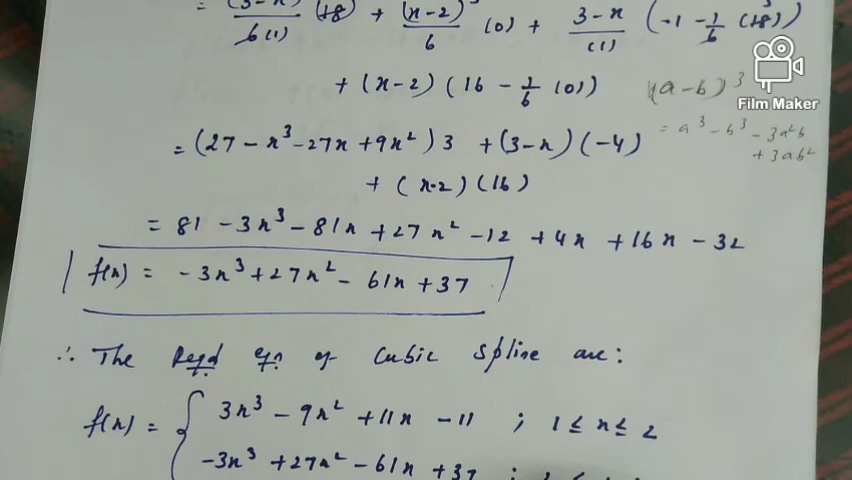 = (3-x)³/6(1) (18) + (x-2)³/6 (0) + 3-x/(1) (-1 - 1/6 (18))
+ (x-2) (16 - 1/6 (0))
(a-b)³
Film Maker
= a³ - b³ - 3a²b
+ 3ab²
= (27 - x³ - 27x + 9x²) 3 + (3-x) (-4)
+ (x-2) (16)
= 81 - 3x³ - 81x + 27x² - 12 + 4x + 16x - 32
f(x) = -3x³ + 27x² - 61x + 37
∴ The Reqd eqn of Cubic Spline are:
f(x) = { 3x³ - 9x² + 11x - 11 ; 1 ≤ x ≤ 2
-3x³ + 27x² - 61x + 37 ;